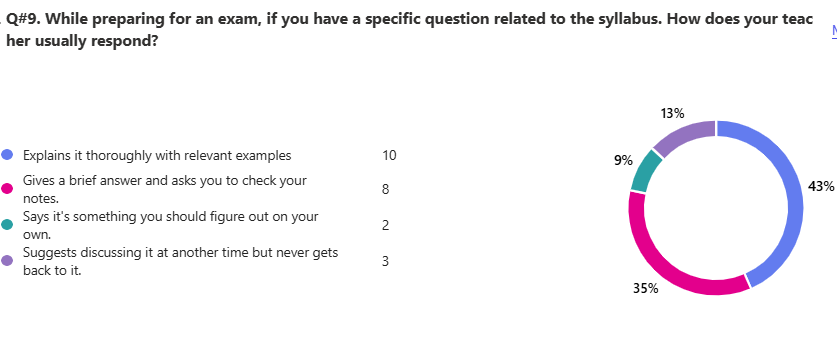 . Q#9. While preparing for an exam, if you have a specific question related to the syllabus. How does your teac
her usually respond?
Explains it thoroughly with relevant examples 10
Gives a brief answer and asks you to check your
notes. 8
Says it's something you should figure out on your
own. 2
Suggests discussing it at another time but never gets
back to it. 3
13%
9%
43%
35%